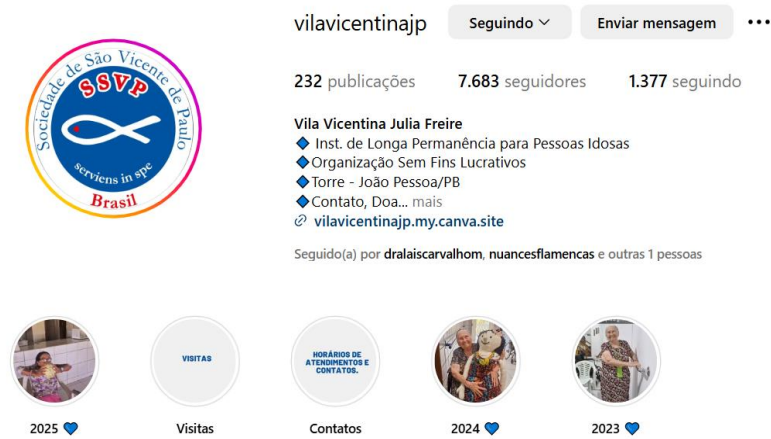 vilavicentinajp Seguindo Enviar mensagem
232 publicações 7.683 seguidores 1.377 seguindo
Sociedade de São Vicente de Paulo
SSVP
serviens in spe
Brasil
Vila Vicentina Julia Freire
Inst. de Longa Permanência para Pessoas Idosas
Organização Sem Fins Lucrativos
Torre - João Pessoa/PB
Contato, Doa... mais
vilavicentinajp.my.canva.site
Seguido(a) por dralaiscarvalhom, nuancesflamencas e outras 1 pessoas
VISITAS
HORÁRIOS DE
ATENDIMENTOS E
CONTATOS.
2025 💙 Visitas Contatos 2024 💙 2023 💙